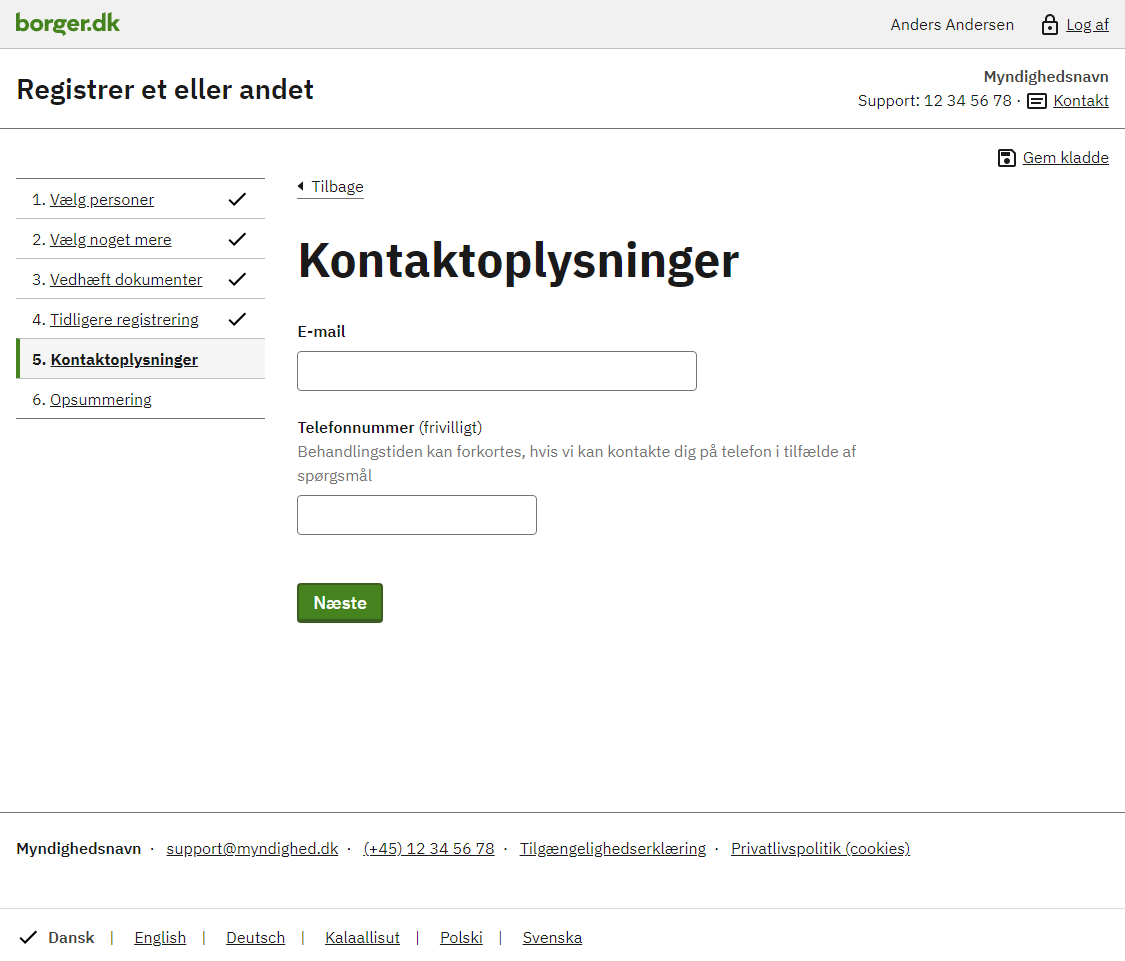 borger.dk
Anders Andersen Log af
Registrer et eller andet
Myndighedsnavn
Support: 12 34 56 78 · Kontakt
Gem kladde
1. Vælg personer
2. Vælg noget mere
3. Vedhæft dokumenter
4. Tidligere registrering
5. Kontaktoplysninger
6. Opsummering
Tilbage
Kontaktoplysninger
E-mail
Telefonnummer (frivilligt)
Behandlingstiden kan forkortes, hvis vi kan kontakte dig på telefon i tilfælde af
spørgsmål
Næste
Myndighedsnavn · support@myndighed.dk · (+45) 12 34 56 78 · Tilgængelighedserklæring · Privatlivspolitik (cookies)
Dansk | English | Deutsch | Kalaallisut | Polski | Svenska